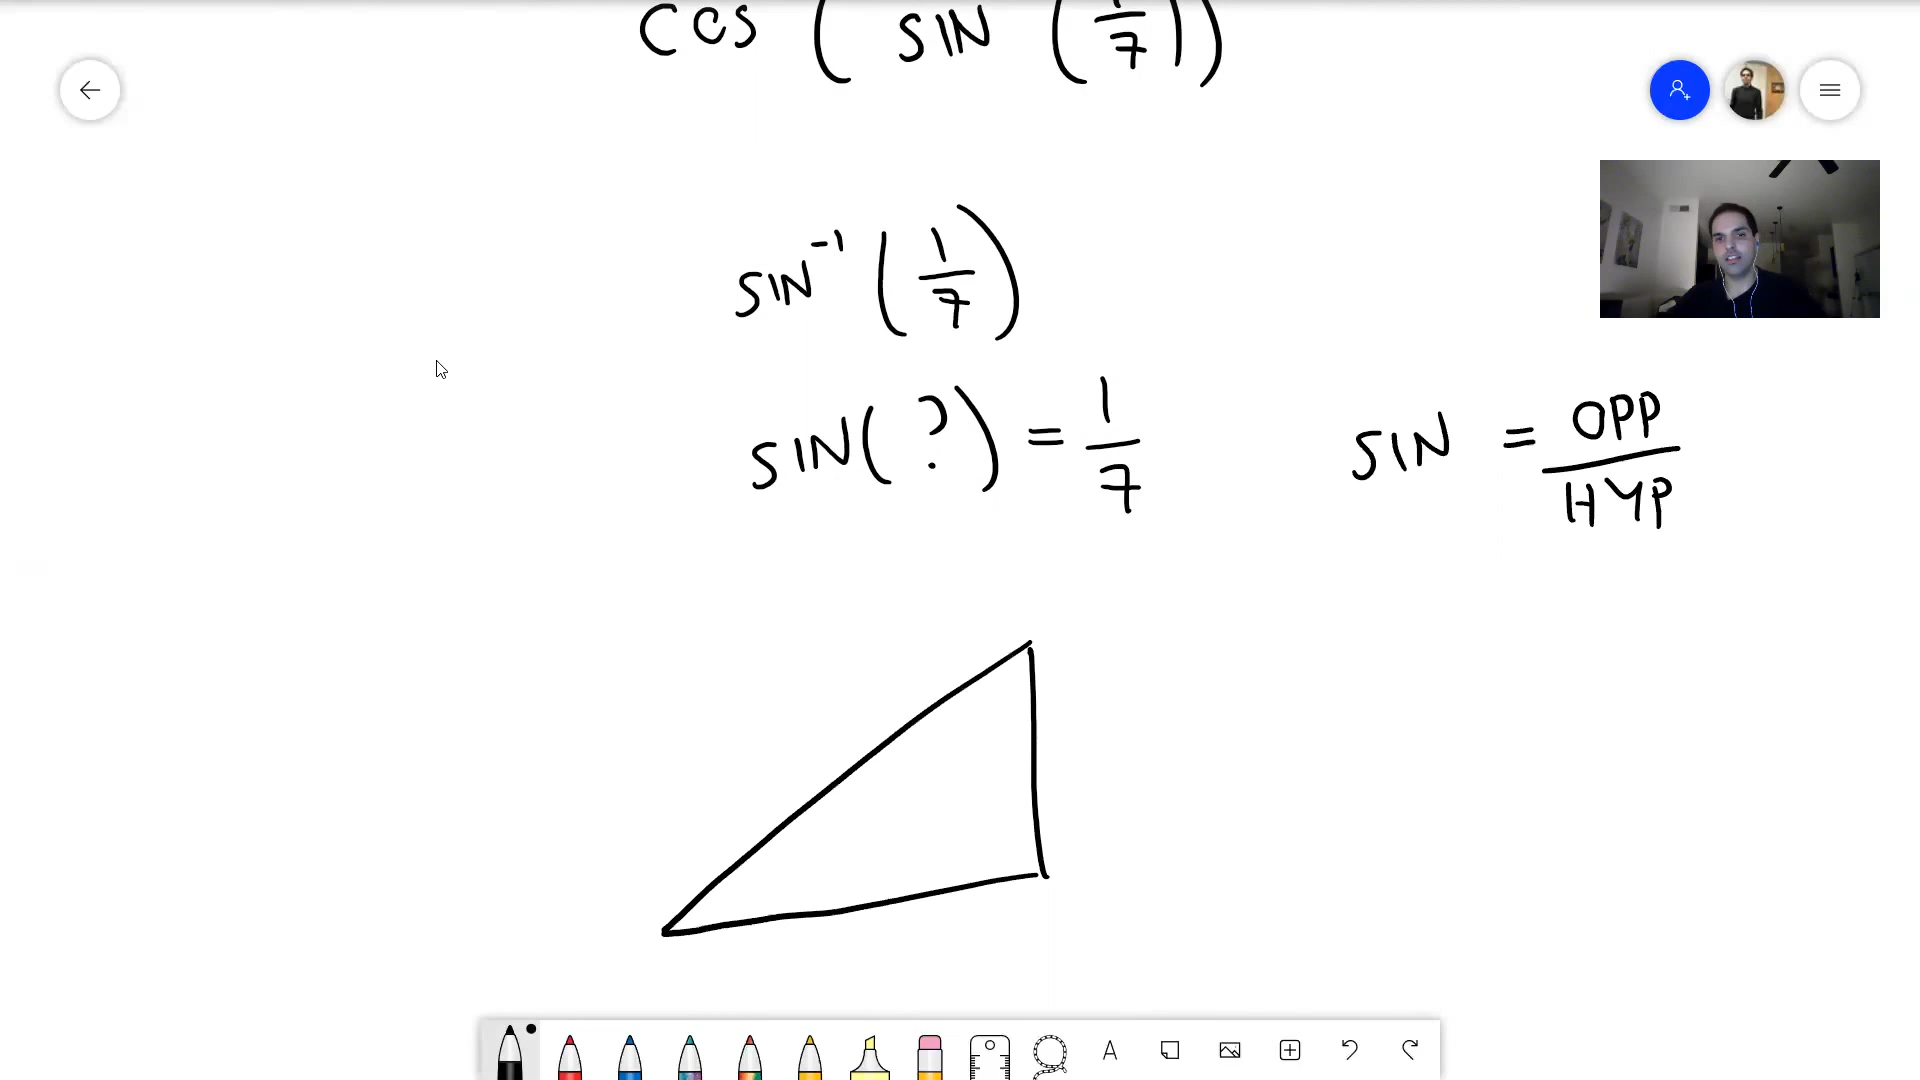 COS ( SIN ( 1/7 ) )
SIN⁻¹ ( 1/7 )
SIN( ? ) = 1/7
SIN = OPP/HYP
A